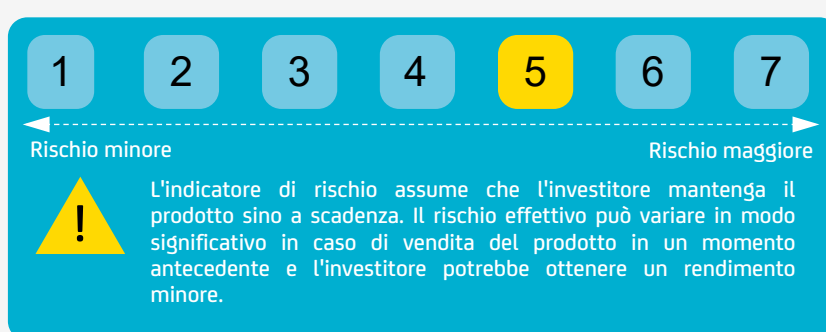 1 2 3 4 5 6 7
Rischio minore Rischio maggiore
!
L'indicatore di rischio assume che l'investitore mantenga il
prodotto sino a scadenza. Il rischio effettivo può variare in modo
significativo in caso di vendita del prodotto in un momento
antecedente e l'investitore potrebbe ottenere un rendimento
minore.